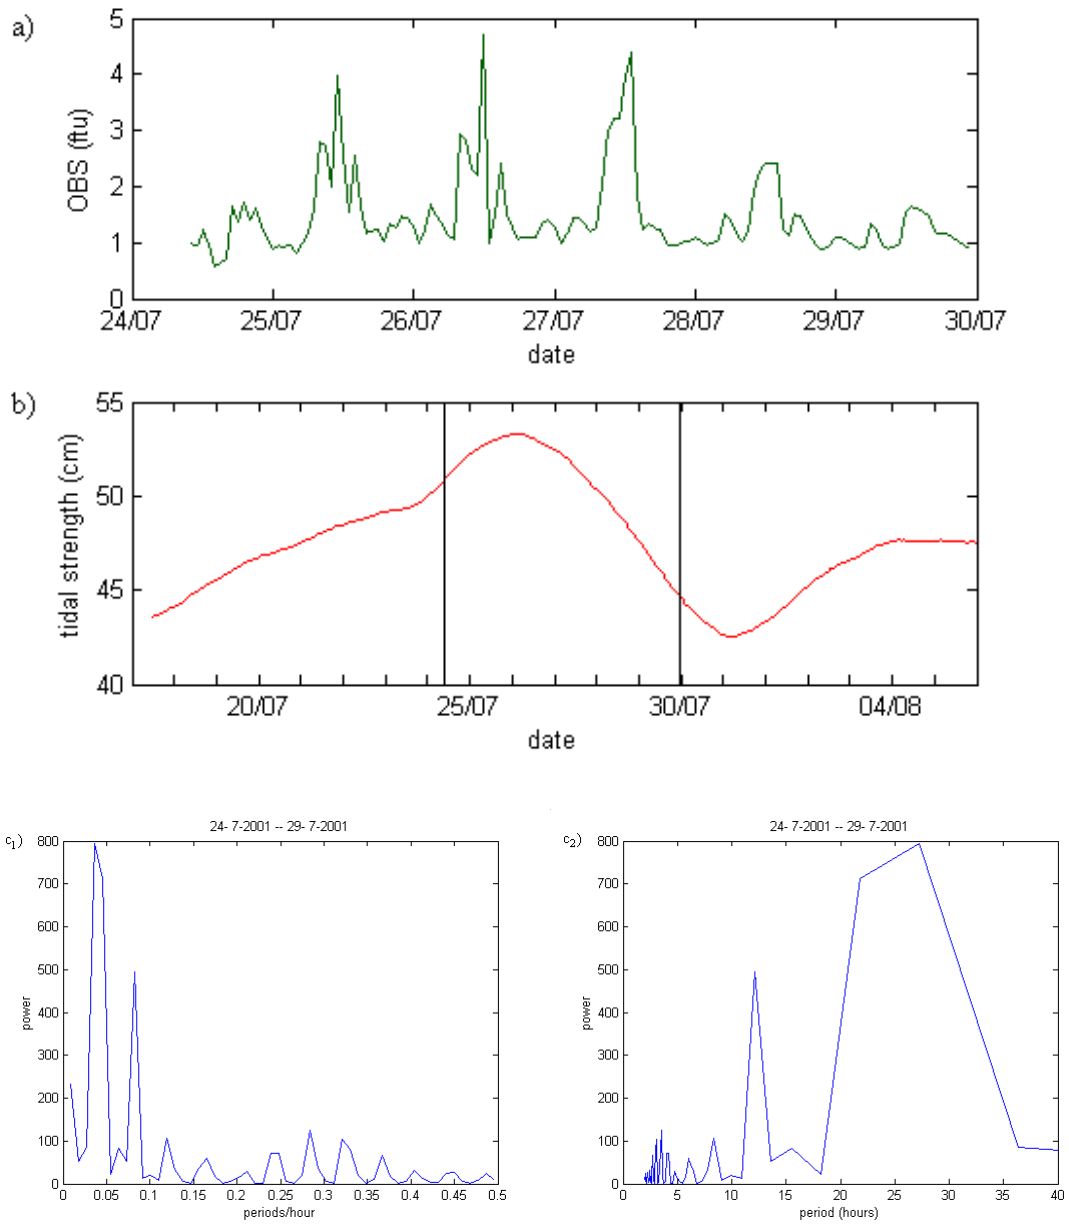 a)
5
4
3
2
1
0
OBS (ftu)
24/07 25/07 26/07 27/07 28/07 29/07 30/07
date
b)
55
50
45
40
tidal strength (cm)
20/07 25/07 30/07 04/08
date
c1)
24- 7-2001 -- 29- 7-2001
800
700
600
500
400
300
200
100
0
power
0 0.05 0.1 0.15 0.2 0.25 0.3 0.35 0.4 0.45 0.5
periods/hour
c2)
24- 7-2001 -- 29- 7-2001
800
700
600
500
400
300
200
100
0
power
0 5 10 15 20 25 30 35 40
period (hours)